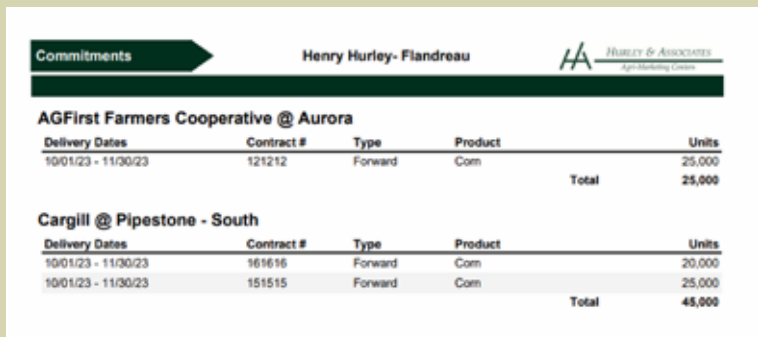 Commitments
Henry Hurley- Flandreau
HA HURLEY & ASSOCIATES
Agri-Marketing Centers
AGFirst Farmers Cooperative @ Aurora
Delivery Dates Contract # Type Product Units
10/01/23 - 11/30/23 121212 Forward Corn 25,000
Total 25,000
Cargill @ Pipestone - South
Delivery Dates Contract # Type Product Units
10/01/23 - 11/30/23 161616 Forward Corn 20,000
10/01/23 - 11/30/23 151515 Forward Corn 25,000
Total 45,000